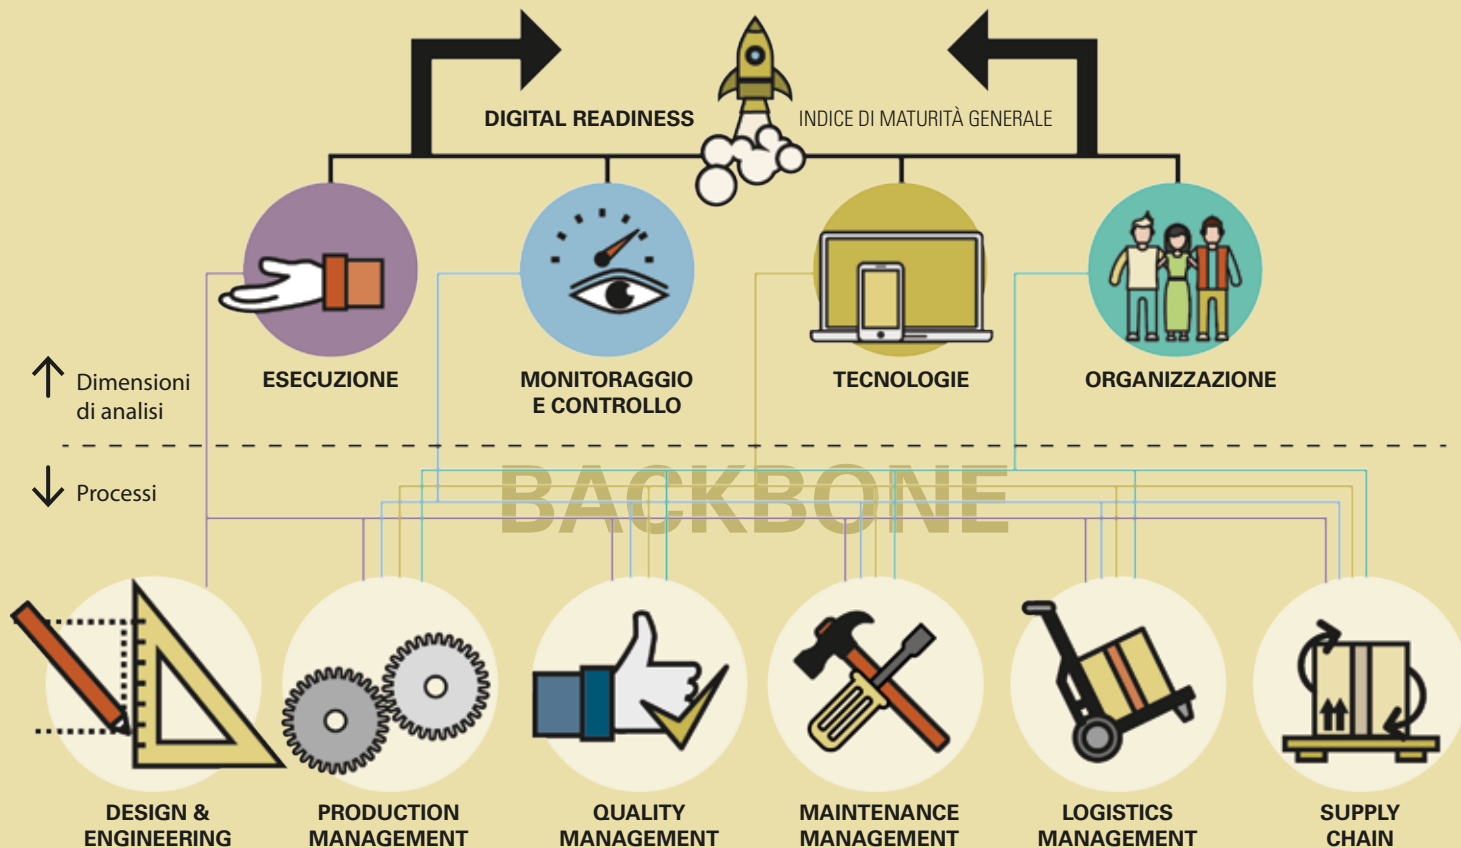 DIGITAL READINESS
INDICE DI MATURITÀ GENERALE
ESECUZIONE
MONITORAGGIO
E CONTROLLO
TECNOLOGIE
ORGANIZZAZIONE
Dimensioni
di analisi
Processi
BACKBONE
DESIGN &
ENGINEERING
PRODUCTION
MANAGEMENT
QUALITY
MANAGEMENT
MAINTENANCE
MANAGEMENT
LOGISTICS
MANAGEMENT
SUPPLY
CHAIN